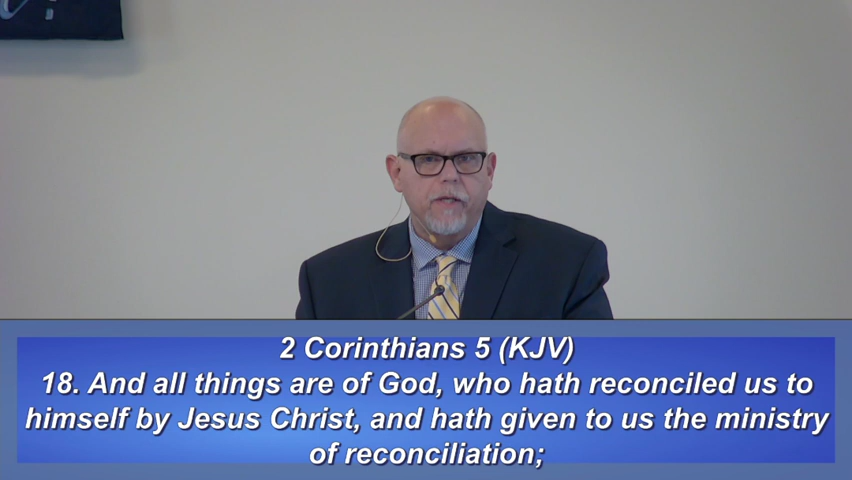 2 Corinthians 5 (KJV)
18. And all things are of God, who hath reconciled us to
himself by Jesus Christ, and hath given to us the ministry
of reconciliation;